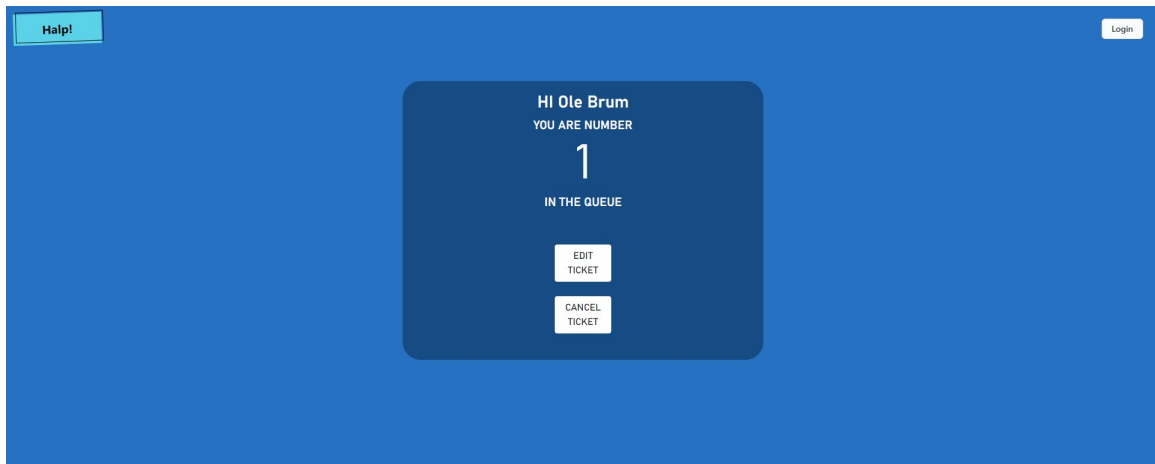 Halp!
Login
HI Ole Brum
YOU ARE NUMBER
1
IN THE QUEUE
EDIT
TICKET
CANCEL
TICKET